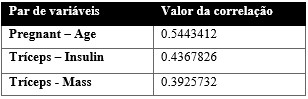 Par de variáveis Valor da correlação
Pregnant – Age 0.5443412
Tríceps – Insulin 0.4367826
Tríceps - Mass 0.3925732